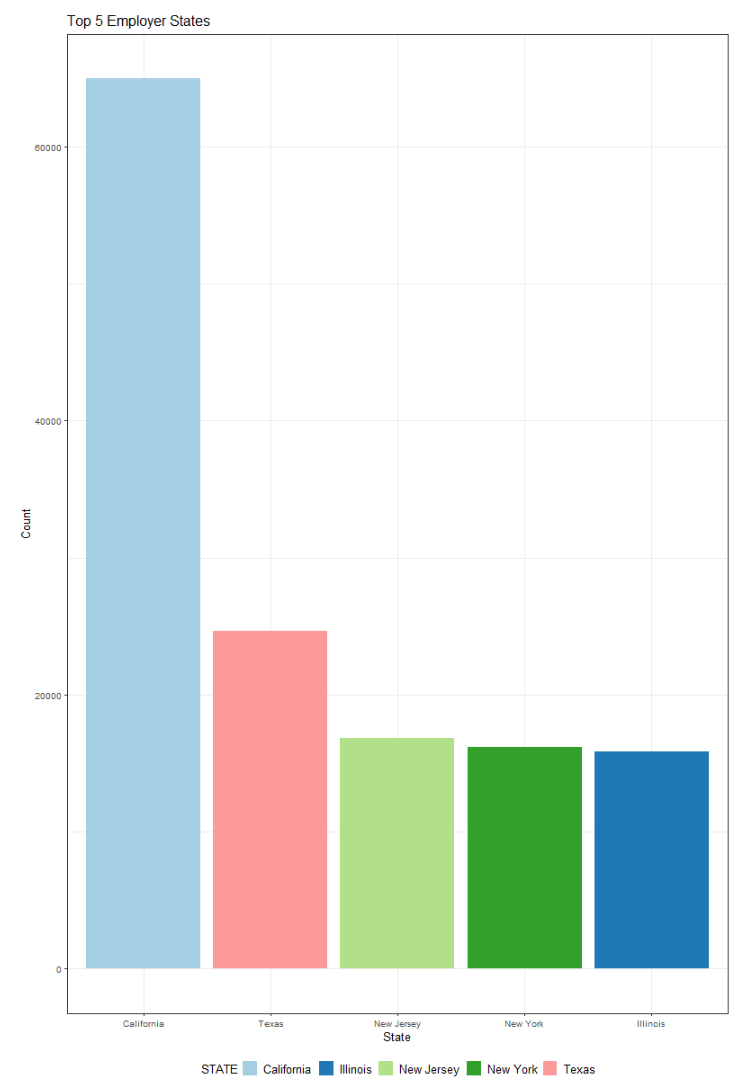 Top 5 Employer States
60000
40000
20000
0
Count
California Texas New Jersey New York Illinois
State
STATE California Illinois New Jersey New York Texas